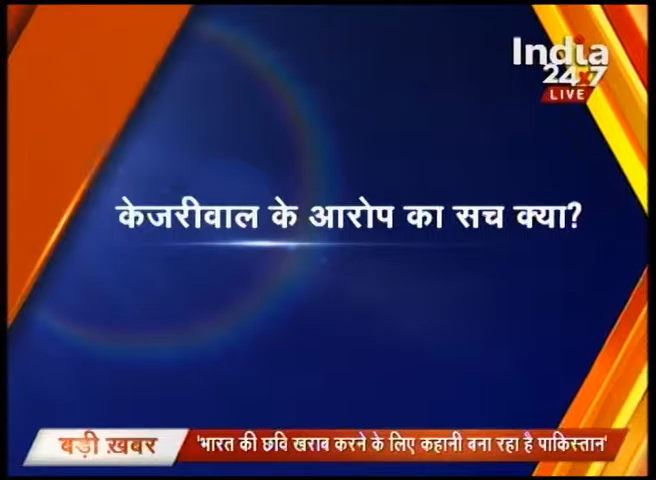 India
24x7
LIVE
केजरीवाल के आरोप का सच क्या?
बड़ी ख़बर
'भारत की छवि खराब करने के लिए कहानी बना रहा है पाकिस्तान'